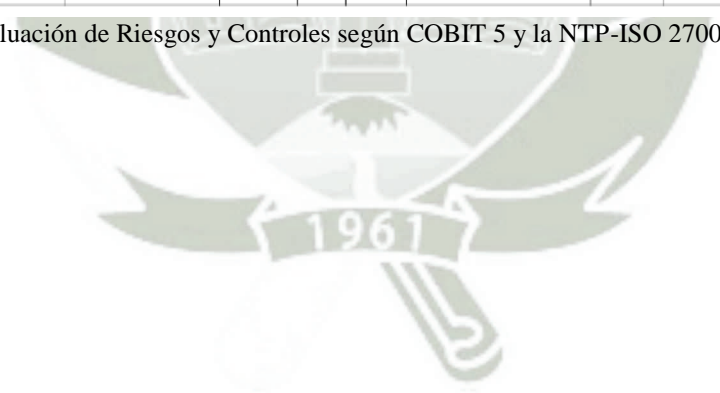 luación de Riesgos y Controles según COBIT 5 y la NTP-ISO 2700
1961